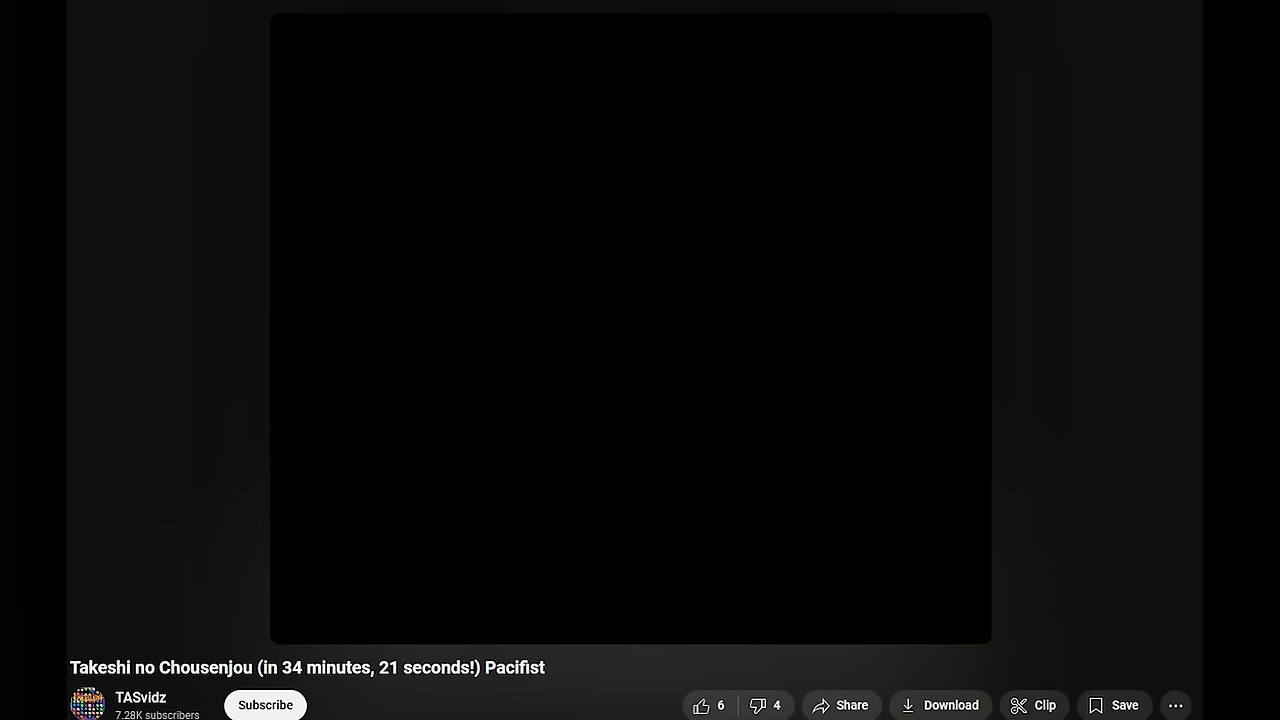 Takeshi no Chousenjou (in 34 minutes, 21 seconds!) Pacifist
TASvidz
7.28K subscribers
Subscribe
6
4
Share
Download
Clip
Save